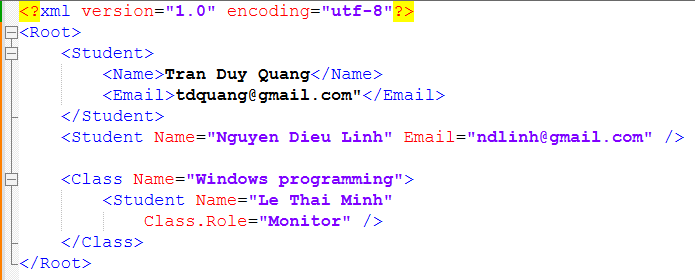 <?xml version="1.0" encoding="utf-8"?>
<Root>
    <Student>
        <Name>Tran Duy Quang</Name>
        <Email>tdquang@gmail.com"</Email>
    </Student>
    <Student Name="Nguyen Dieu Linh" Email="ndlinh@gmail.com" />

    <Class Name="Windows programming">
        <Student Name="Le Thai Minh"
            Class.Role="Monitor" />
    </Class>
</Root>